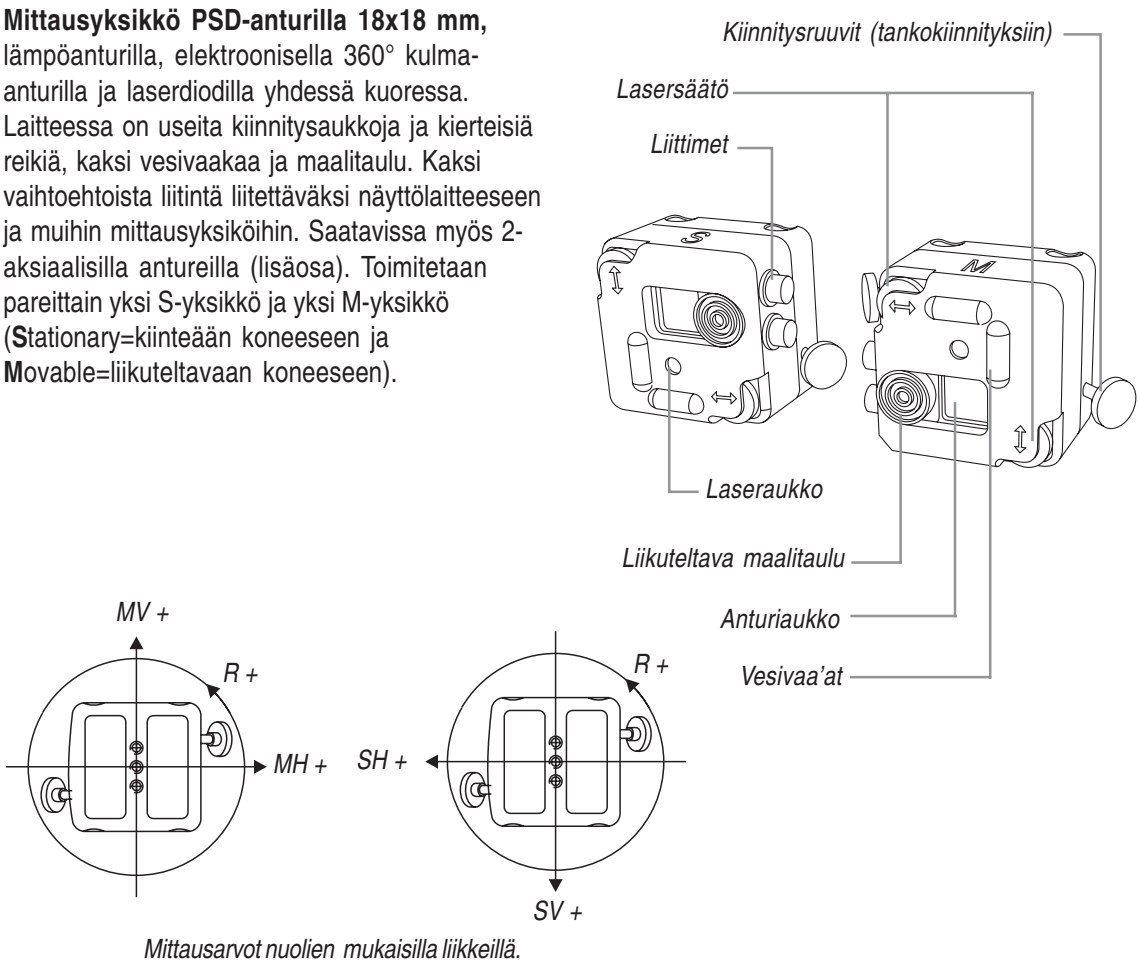 Mittausyksikkö PSD-anturilla 18x18 mm,
lämpöanturilla, elektroonisella 360° kulma-
anturilla ja laserdiodilla yhdessä kuoressa.
Laitteessa on useita kiinnitysaukkoja ja kierteisiä
reikiä, kaksi vesivaakaa ja maalitaulu. Kaksi
vaihtoehtoista liitintä liitettäväksi näyttölaitteeseen
ja muihin mittausyksiköihin. Saatavissa myös 2-
aksiaalisilla antureilla (lisäosa). Toimitetaan
pareittain yksi S-yksikkö ja yksi M-yksikkö
(Stationary=kiinteään koneeseen ja
Movable=liikuteltavaan koneeseen).
Kiinnitysruuvit (tankokiinnityksiin)
Lasersäätö
Liittimet
S
M
Laseraukko
Liikuteltava maalitaulu
Anturiaukko
Vesivaa'at
MV +
R +
MH +
SH +
R +
SV +
Mittausarvot nuolien mukaisilla liikkeillä.